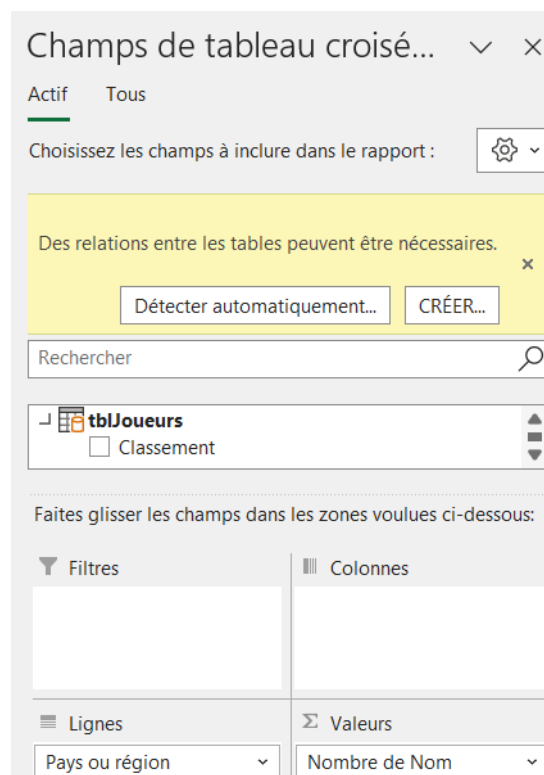 Champs de tableau croisé...
Actif Tous
Choisissez les champs à inclure dans le rapport :
Des relations entre les tables peuvent être nécessaires.
Détecter automatiquement... CRÉER...
Rechercher
tblJoueurs
Classement
Faites glisser les champs dans les zones voulues ci-dessous:
Filtres Colonnes
Lignes Σ Valeurs
Pays ou région Nombre de Nom